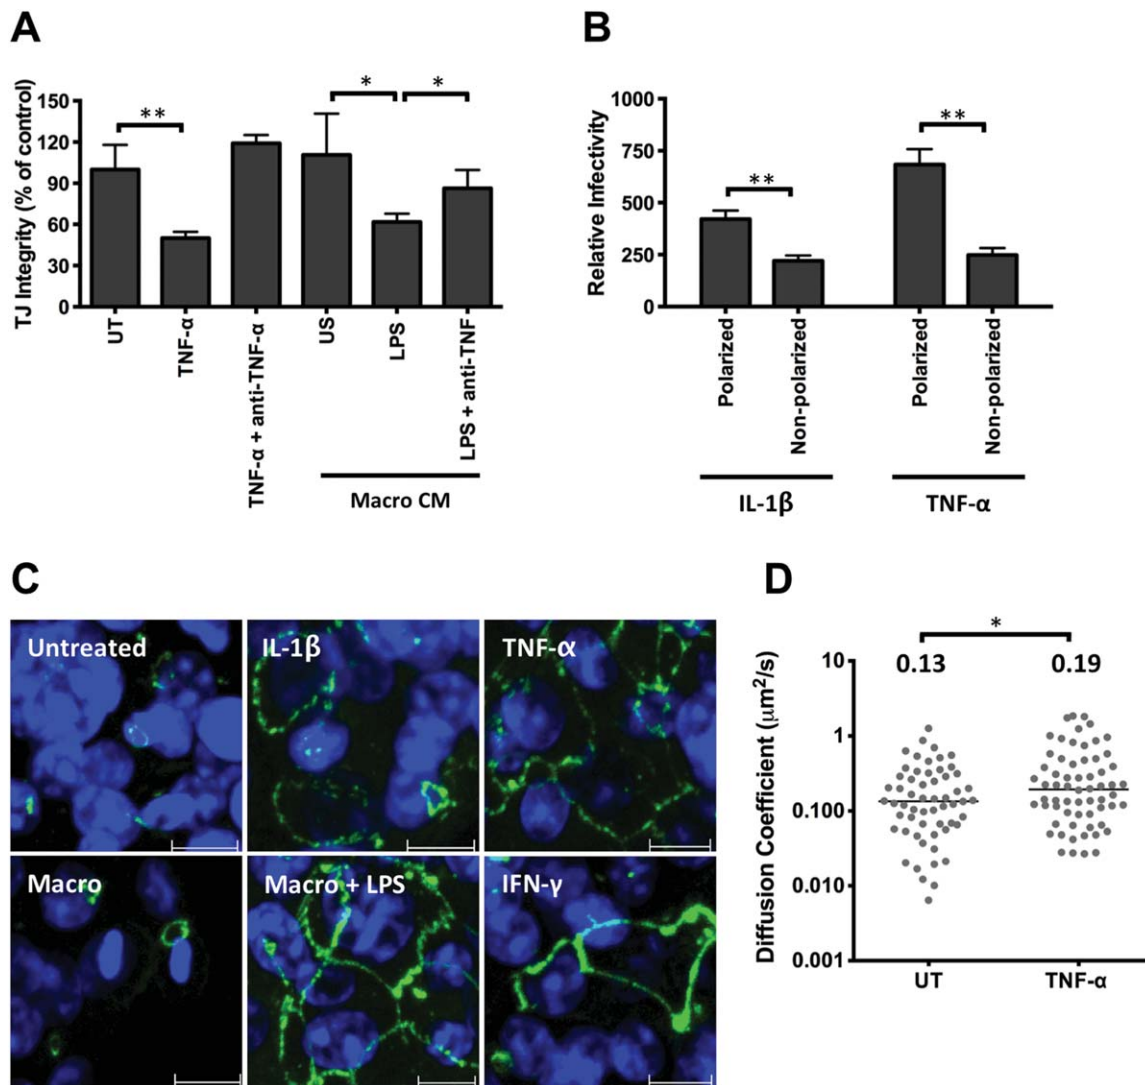 A
TJ Integrity (% of control)
150
120
90
60
30
0
**
*
*
UT
TNF-α
TNF-α + anti-TNF-α
US
LPS
LPS + anti-TNF
Macro CM
B
Relative Infectivity
1000
750
500
250
0
**
**
Polarized
Non-polarized
Polarized
Non-polarized
IL-1β
TNF-α
C
Untreated
IL-1β
TNF-α
Macro
Macro + LPS
IFN-γ
D
Diffusion Coefficient (μm²/s)
*
0.13
0.19
10
1
0.100
0.010
0.001
UT
TNF-α